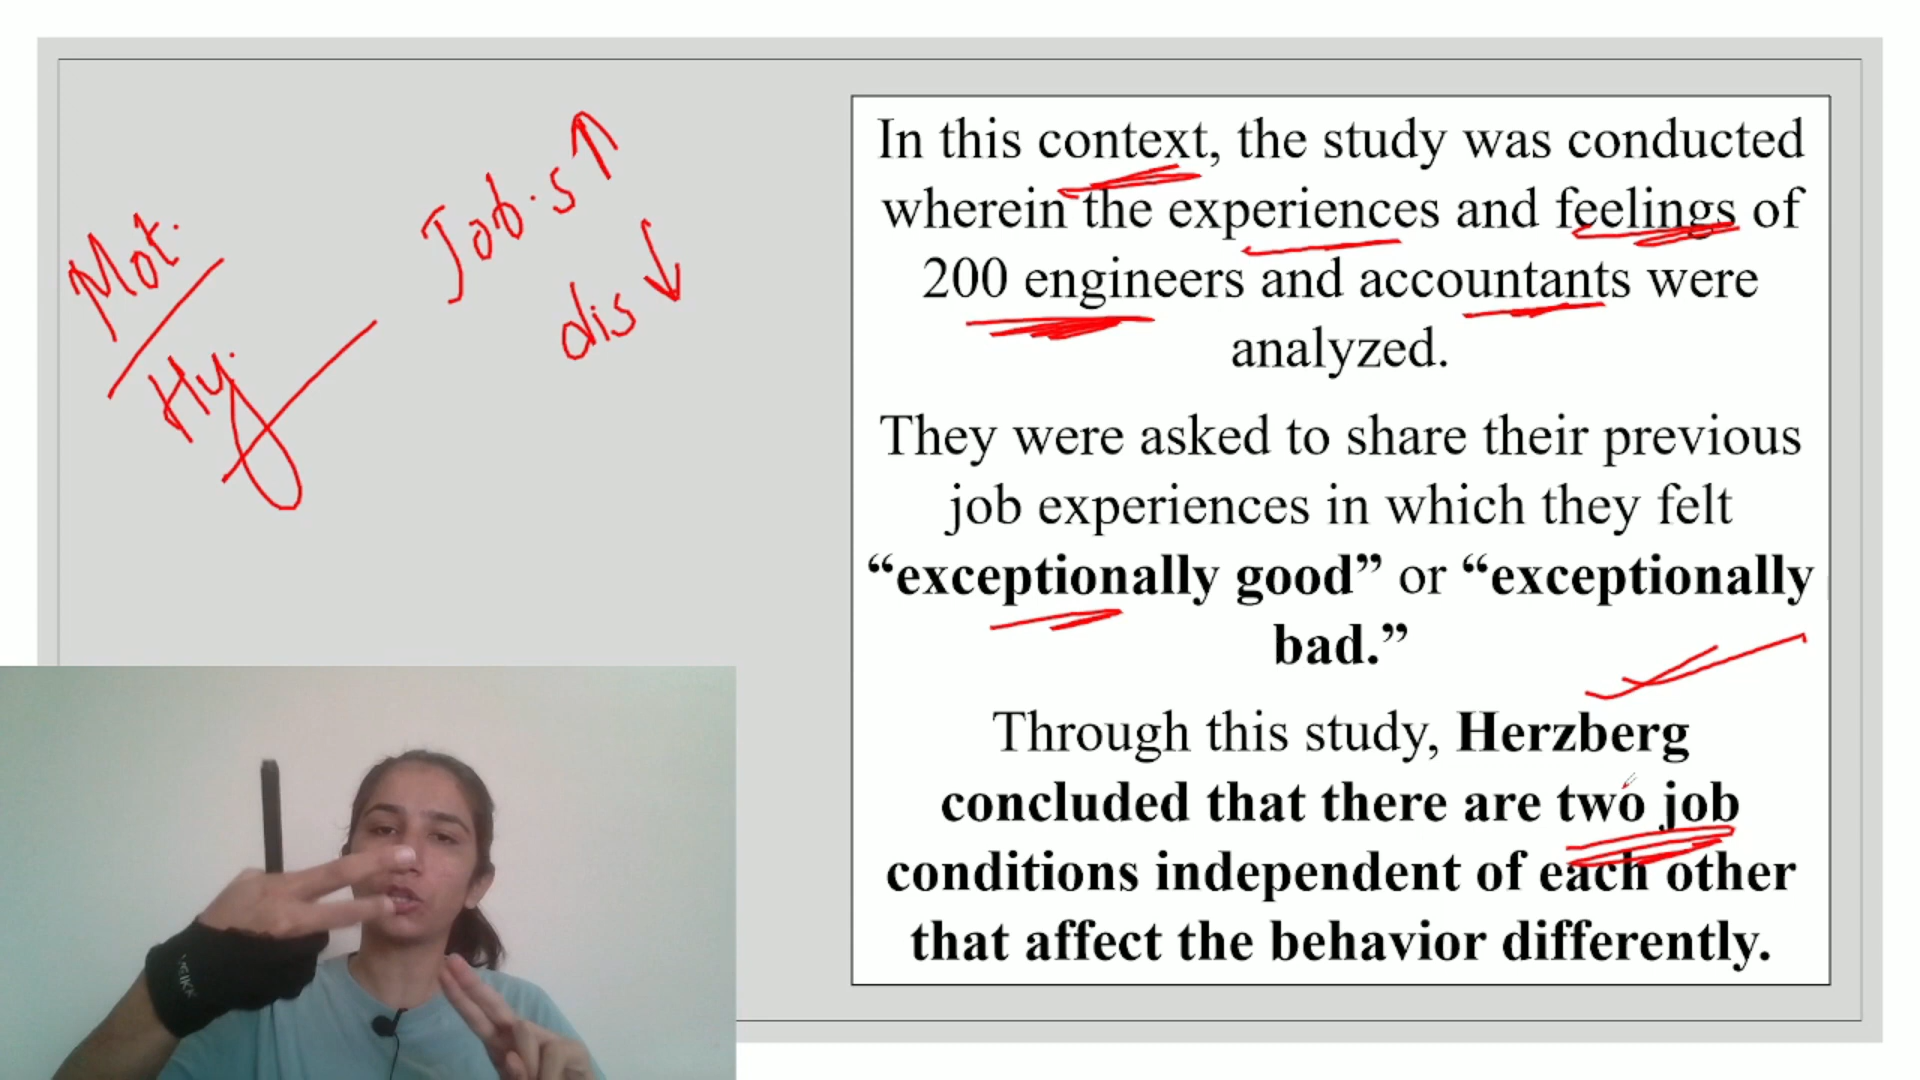 Mot.
Hy.
Job.s↑
dis↓
In this context, the study was conducted
wherein the experiences and feelings of
200 engineers and accountants were
analyzed.
They were asked to share their previous
job experiences in which they felt
“exceptionally good” or “exceptionally
bad.”
Through this study, Herzberg
concluded that there are two job
conditions independent of each other
that affect the behavior differently.